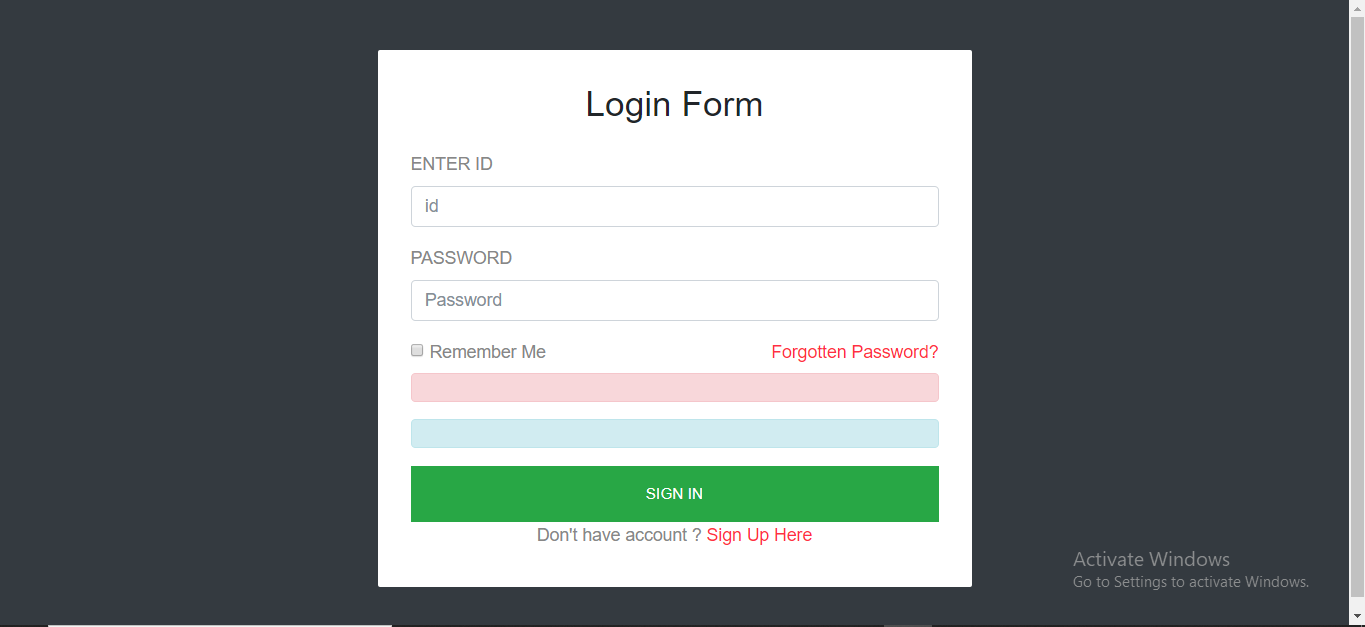 Login Form
ENTER ID
id
PASSWORD
Password
Remember Me Forgotten Password?
SIGN IN
Don't have account ? Sign Up Here
Activate Windows
Go to Settings to activate Windows.